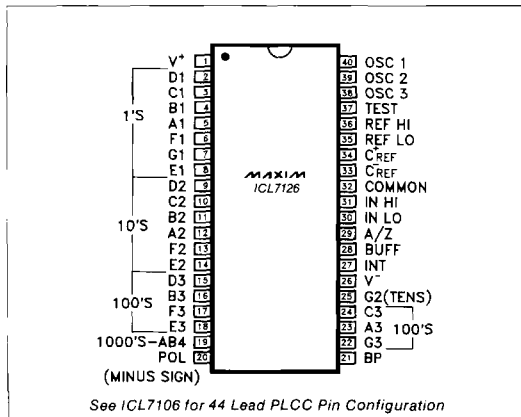 V+ 1
D1 2
C1 3
B1 4
A1 5
F1 6
G1 7
E1 8
1'S
D2 9
C2 10
B2 11
A2 12
F2 13
E2 14
10'S
D3 15
B3 16
F3 17
E3 18
100'S
1000'S-AB4 19
POL 20
(MINUS SIGN)
MAXIM
ICL7126
40 OSC 1
39 OSC 2
38 OSC 3
37 TEST
36 REF HI
35 REF LO
34 C+REF
33 C-REF
32 COMMON
31 IN HI
30 IN LO
29 A/Z
28 BUFF
27 INT
26 V-
25 G2(TENS)
24 C3
23 A3
22 G3
100'S
21 BP
See ICL7106 for 44 Lead PLCC Pin Configuration